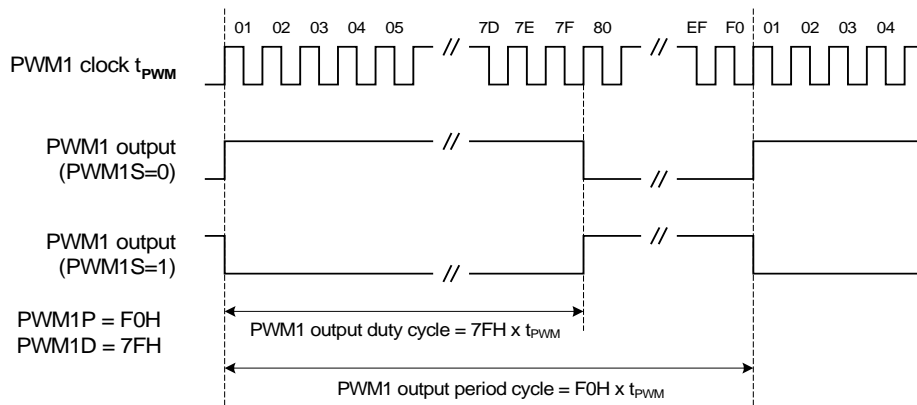 01 02 03 04 05 // 7D 7E 7F 80 // EF F0 01 02 03 04
PWM1 clock tPWM
PWM1 output
(PWM1S=0)
//
//
PWM1 output
(PWM1S=1)
//
//
PWM1P = F0H
PWM1D = 7FH
PWM1 output duty cycle = 7FH x tPWM
PWM1 output period cycle = F0H x tPWM